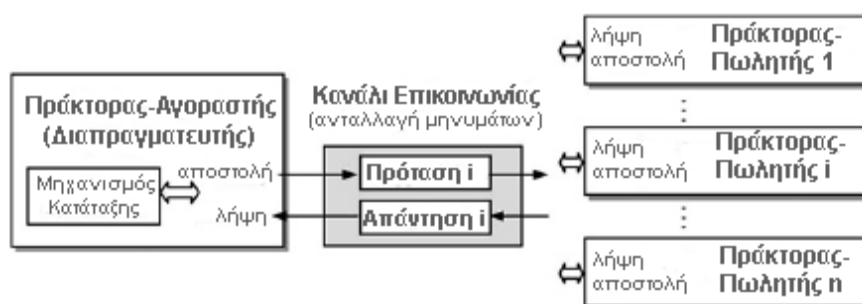 Πράκτορας-Αγοραστής
(Διαπραγματευτής)
Μηχανισμός
Κατάταξης
αποστολή
λήψη
Κανάλι Επικοινωνίας
(ανταλλαγή μηνυμάτων)
Πρόταση i
Απάντηση i
λήψη
αποστολή
Πράκτορας-
Πωλητής 1
λήψη
αποστολή
Πράκτορας-
Πωλητής i
λήψη
αποστολή
Πράκτορας-
Πωλητής n